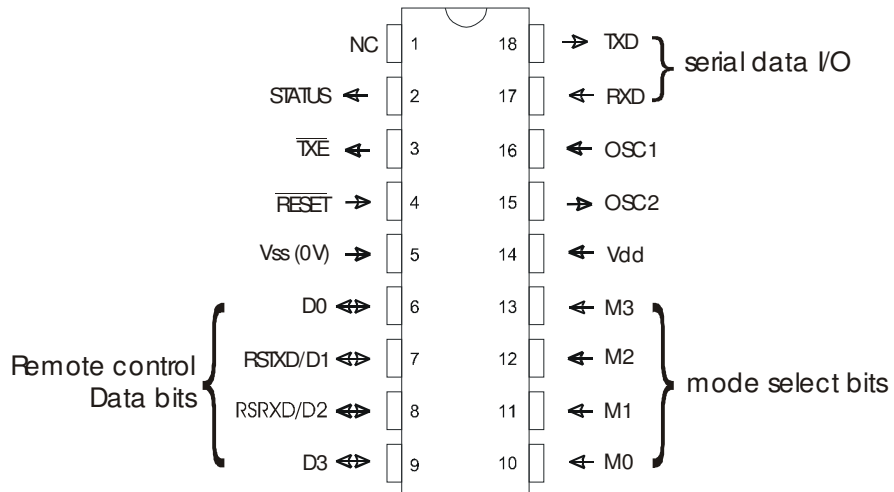 NC 1 18 TXD
serial data I/O
STATUS 2 17 RXD
TXE 3 16 OSC1
RESET 4 15 OSC2
Vss (0V) 5 14 Vdd
D0 6 13 M3
RSTXD/D1 7 12 M2
Remote control
Data bits
mode select bits
RSRXD/D2 8 11 M1
D3 9 10 M0